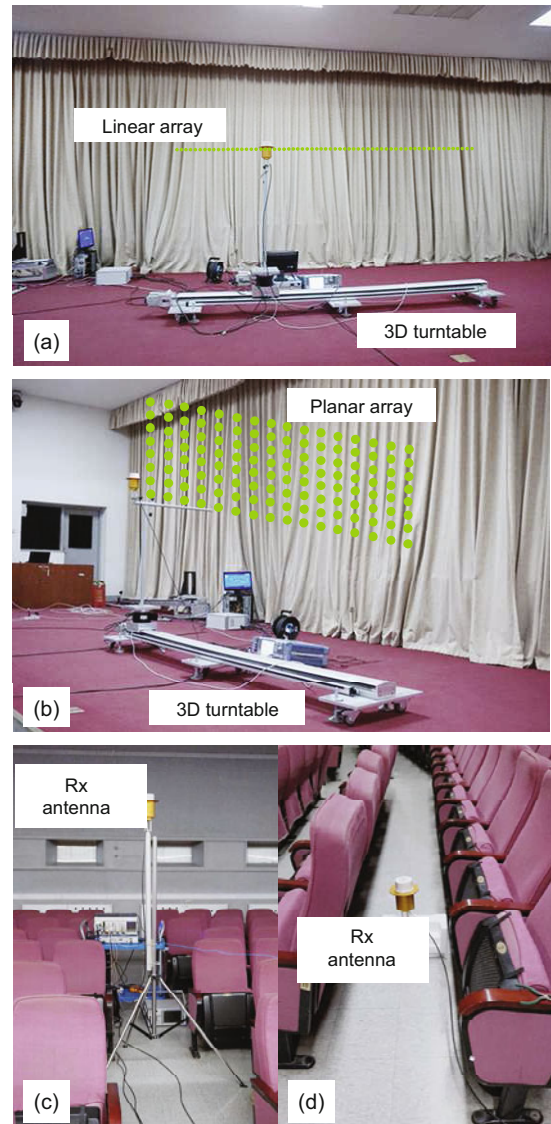 Linear array
3D turntable
(a)
Planar array
(b)
3D turntable
Rx
antenna
Rx
antenna
(c)
(d)